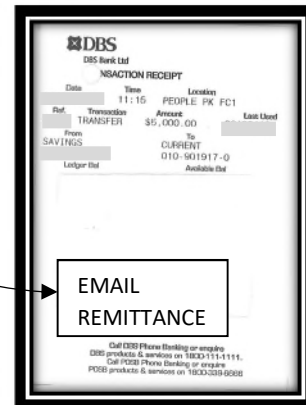 DBS
DBS Bank Ltd
NSACTION RECEIPT
Date Time Location
11:15 PEOPLE PK FC1
Ref. Transaction Amount Last Used
TRANSFER $5,000.00
From To
SAVINGS CURRENT
010-901917-0
Ledger Bal Available Bal
EMAIL
REMITTANCE
Call DBS Phone Banking or enquire
DBS products & services on 1800-111-1111.
Call POSB Phone Banking or enquire
POSB products & services on 1800-339-6666